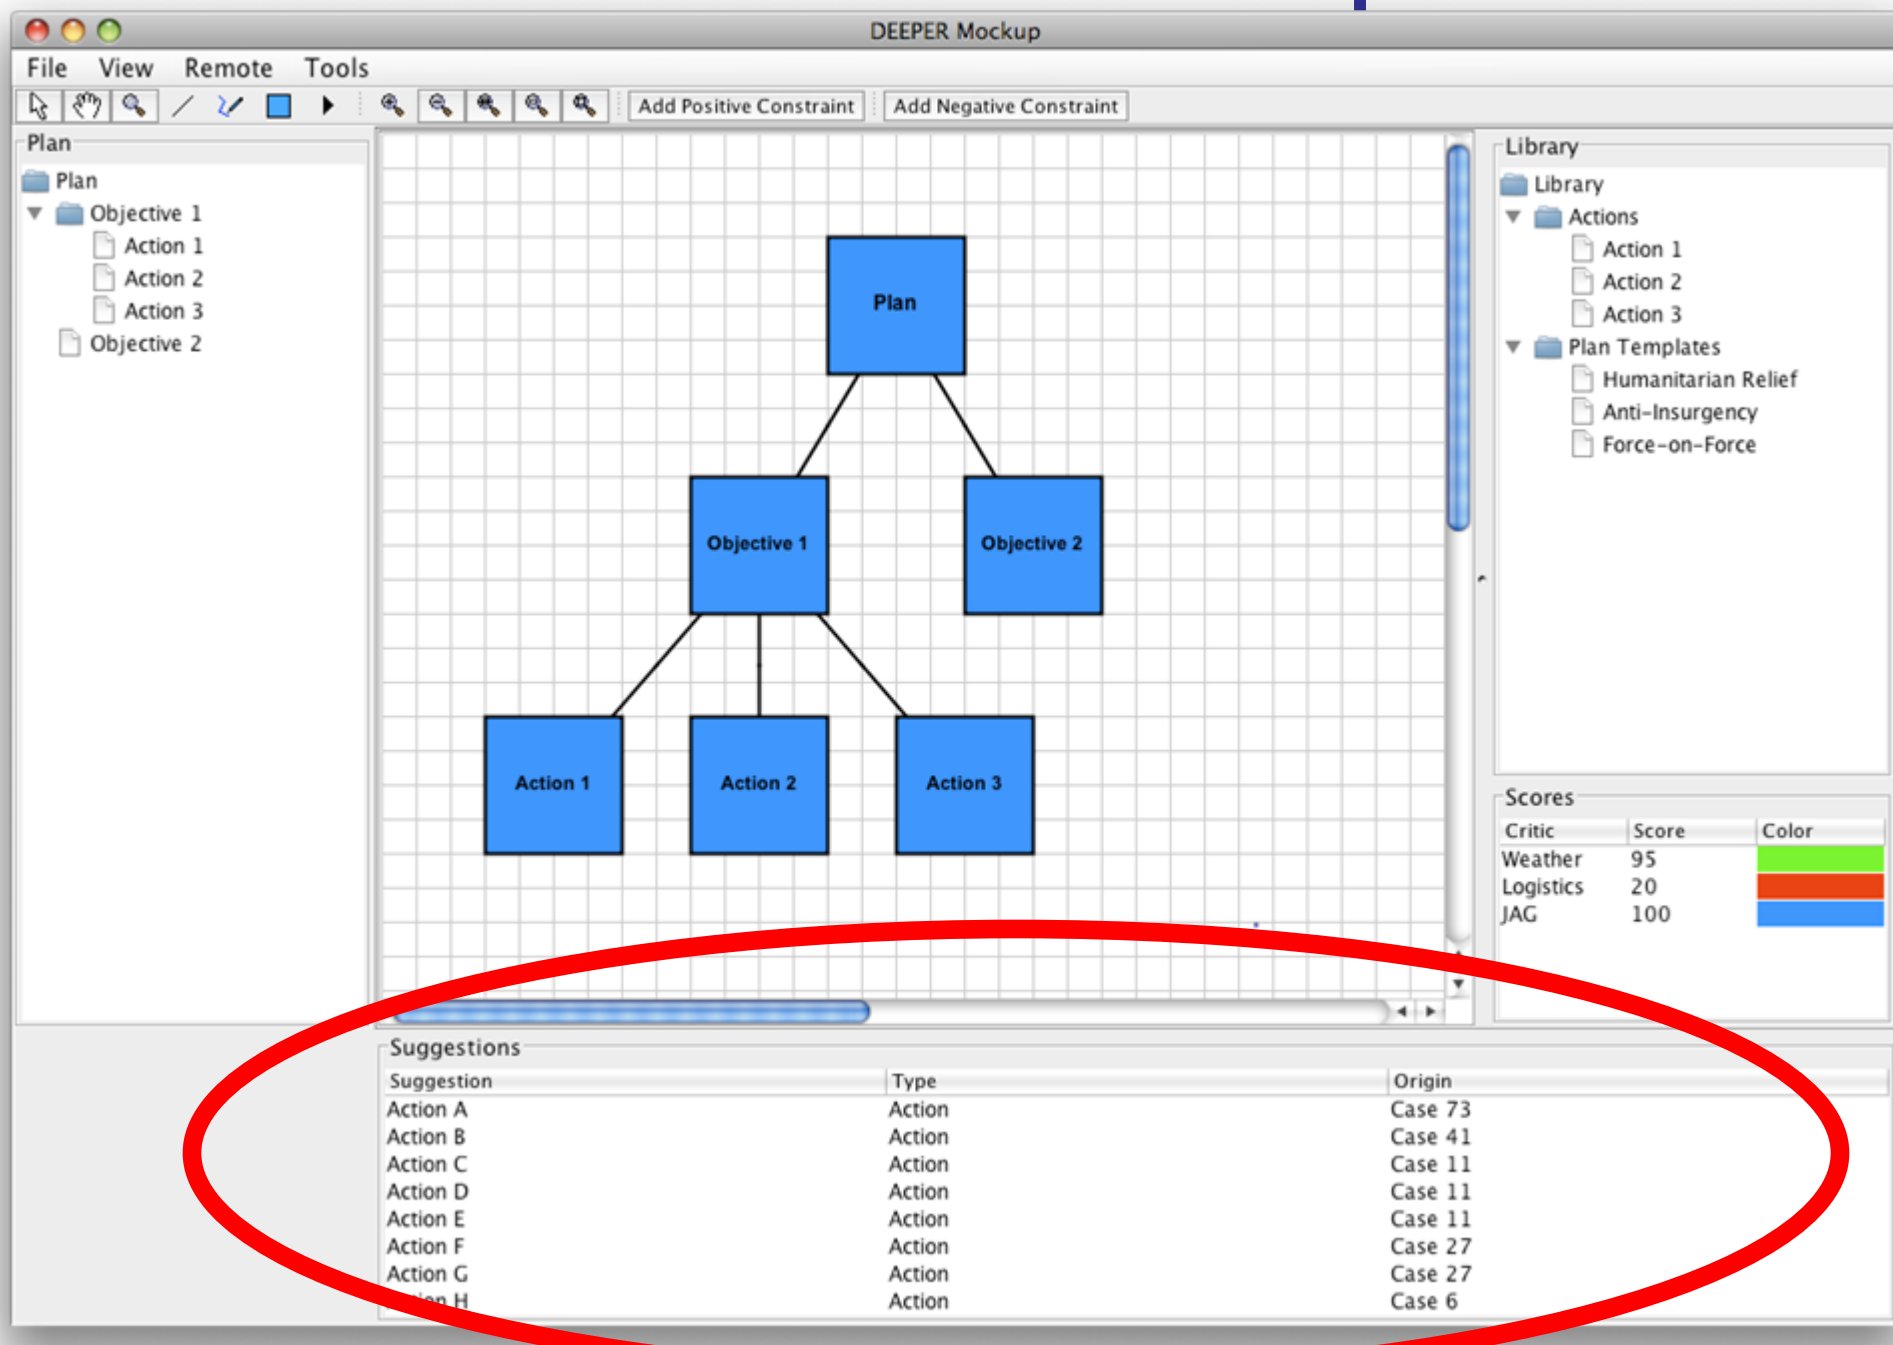 DEEPER Mockup
File View Remote Tools
Add Positive Constraint Add Negative Constraint
Plan
Plan
Objective 1
Action 1
Action 2
Action 3
Objective 2
Plan
Objective 1 Objective 2
Action 1 Action 2 Action 3
Library
Library
Actions
Action 1
Action 2
Action 3
Plan Templates
Humanitarian Relief
Anti-Insurgency
Force-on-Force
Scores
Critic Score Color
Weather 95
Logistics 20
JAG 100
Suggestions
Suggestion Type Origin
Action A Action Case 73
Action B Action Case 41
Action C Action Case 11
Action D Action Case 11
Action E Action Case 11
Action F Action Case 27
Action G Action Case 27
Action H Action Case 6